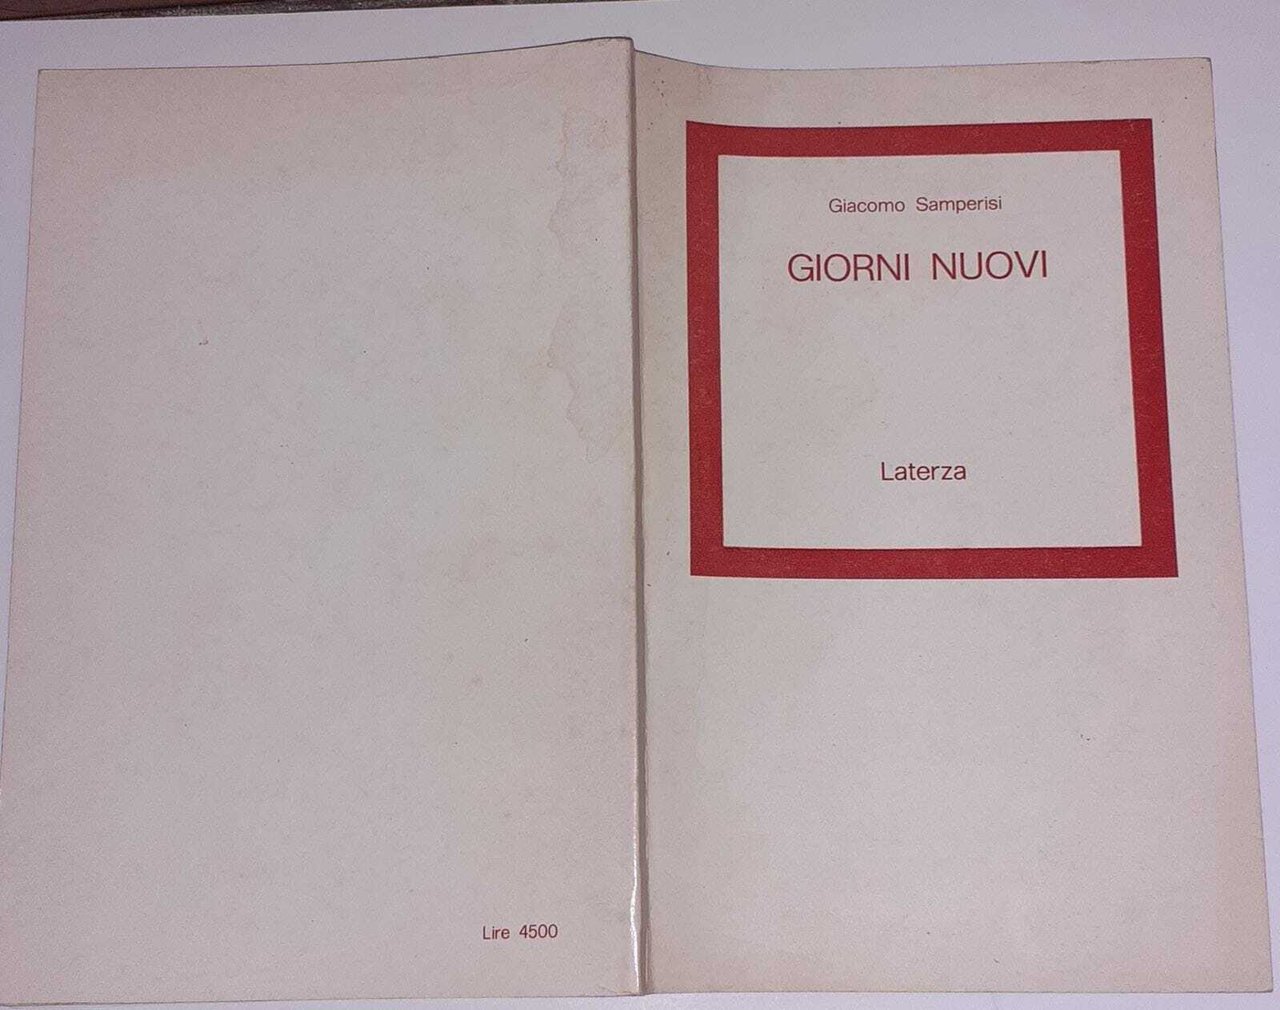 Giacomo Samperisi
GIORNI NUOVI
Laterza
Lire 4500